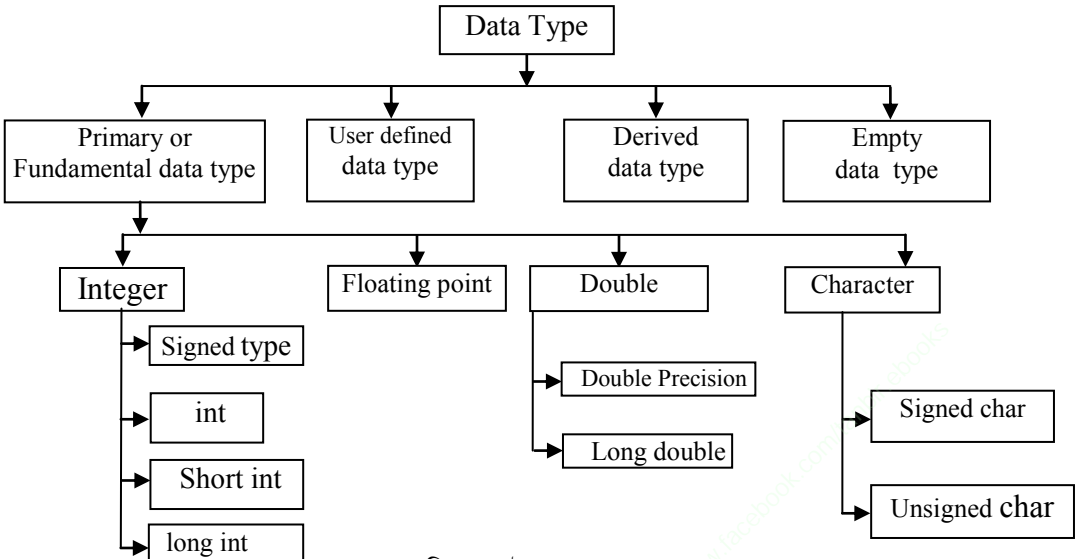 Data Type
Primary or
Fundamental data type
User defined
data type
Derived
data type
Empty
data type
Integer
Floating point
Double
Character
Signed type
int
Short int
long int
Double Precision
Long double
Signed char
Unsigned char